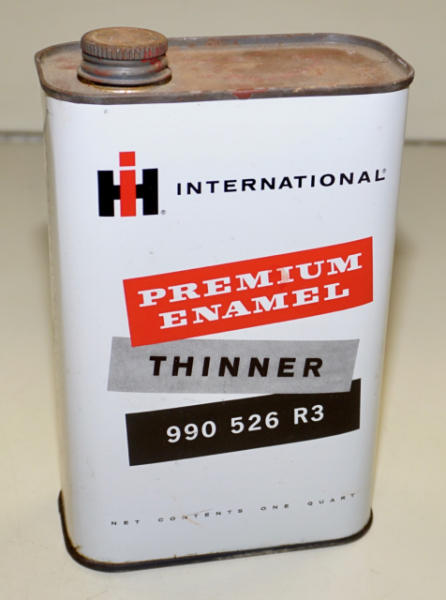 IH® INTERNATIONAL®
PREMIUM
ENAMEL
THINNER
990 526 R3
NET CONTENTS ONE QUART